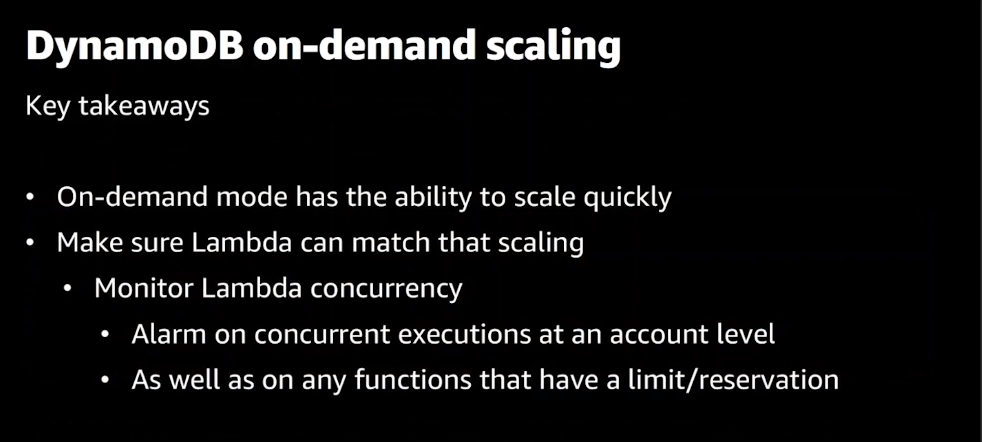 DynamoDB on-demand scaling
Key takeaways
• On-demand mode has the ability to scale quickly
• Make sure Lambda can match that scaling
• Monitor Lambda concurrency
• Alarm on concurrent executions at an account level
• As well as on any functions that have a limit/reservation